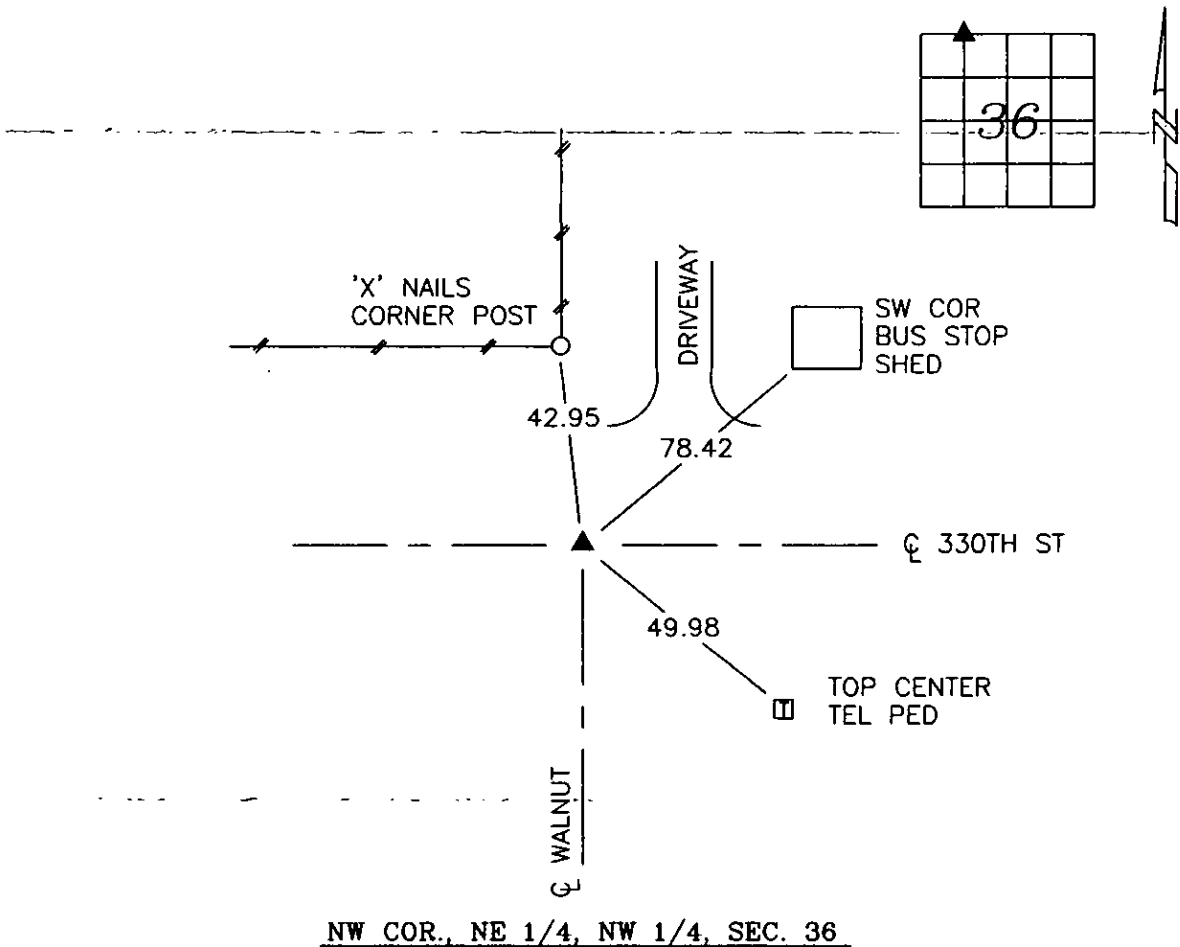 36
'X' NAILS
CORNER POST
DRIVEWAY
SW COR
BUS STOP
SHED
42.95
78.42
℄ 330TH ST
49.98
T
TOP CENTER
TEL PED
℄ WALNUT
NW COR., NE 1/4, NW 1/4, SEC. 36